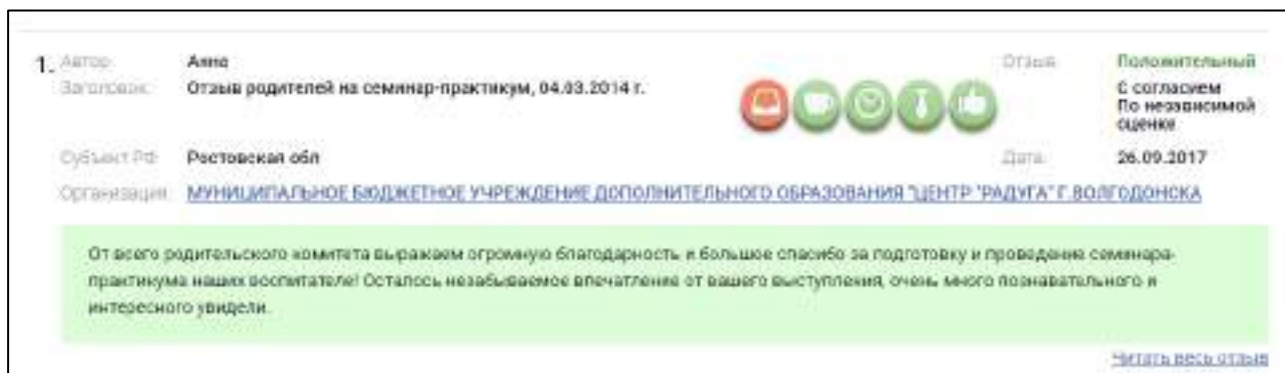 1. Автор: Анна Отзыв: Положительный
Заголовок: Отзыв родителей на семинар-практикум, 04.03.2014 г. С согласием
По независимой
оценке
Субъект РФ: Ростовская обл Дата: 26.09.2017
Организация: МУНИЦИПАЛЬНОЕ БЮДЖЕТНОЕ УЧРЕЖДЕНИЕ ДОПОЛНИТЕЛЬНОГО ОБРАЗОВАНИЯ "ЦЕНТР "РАДУГА" Г.ВОЛГОДОНСКА
От всего родительского комитета выражаем огромную благодарность и большое спасибо за подготовку и проведение семинара-
практикума наших воспитателе! Осталось незабываемое впечатление от вашего выступления, очень много познавательного и
интересного увидели.
Читать весь отзыв